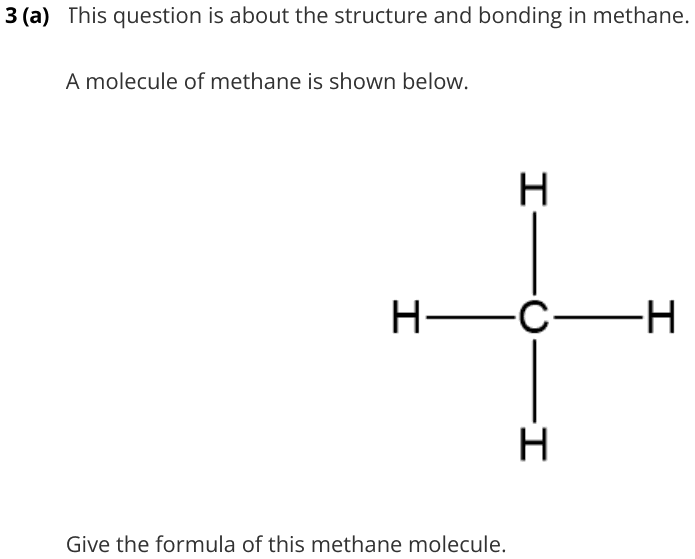 3 (a) This question is about the structure and bonding in methane.
A molecule of methane is shown below.
H
H C H
H
Give the formula of this methane molecule.